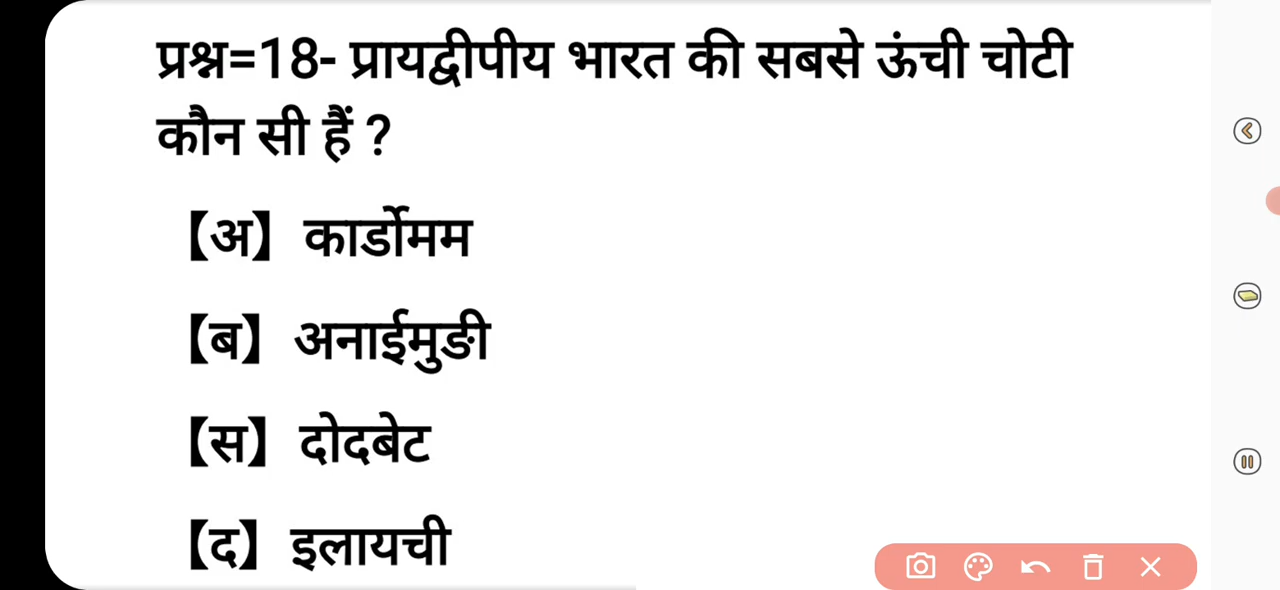 प्रश्न=18- प्रायद्वीपीय भारत की सबसे ऊंची चोटी
कौन सी हैं ?
【अ】 कार्डोमम
【ब】 अनाईमुङी
【स】 दोदबेट
【द】 इलायची